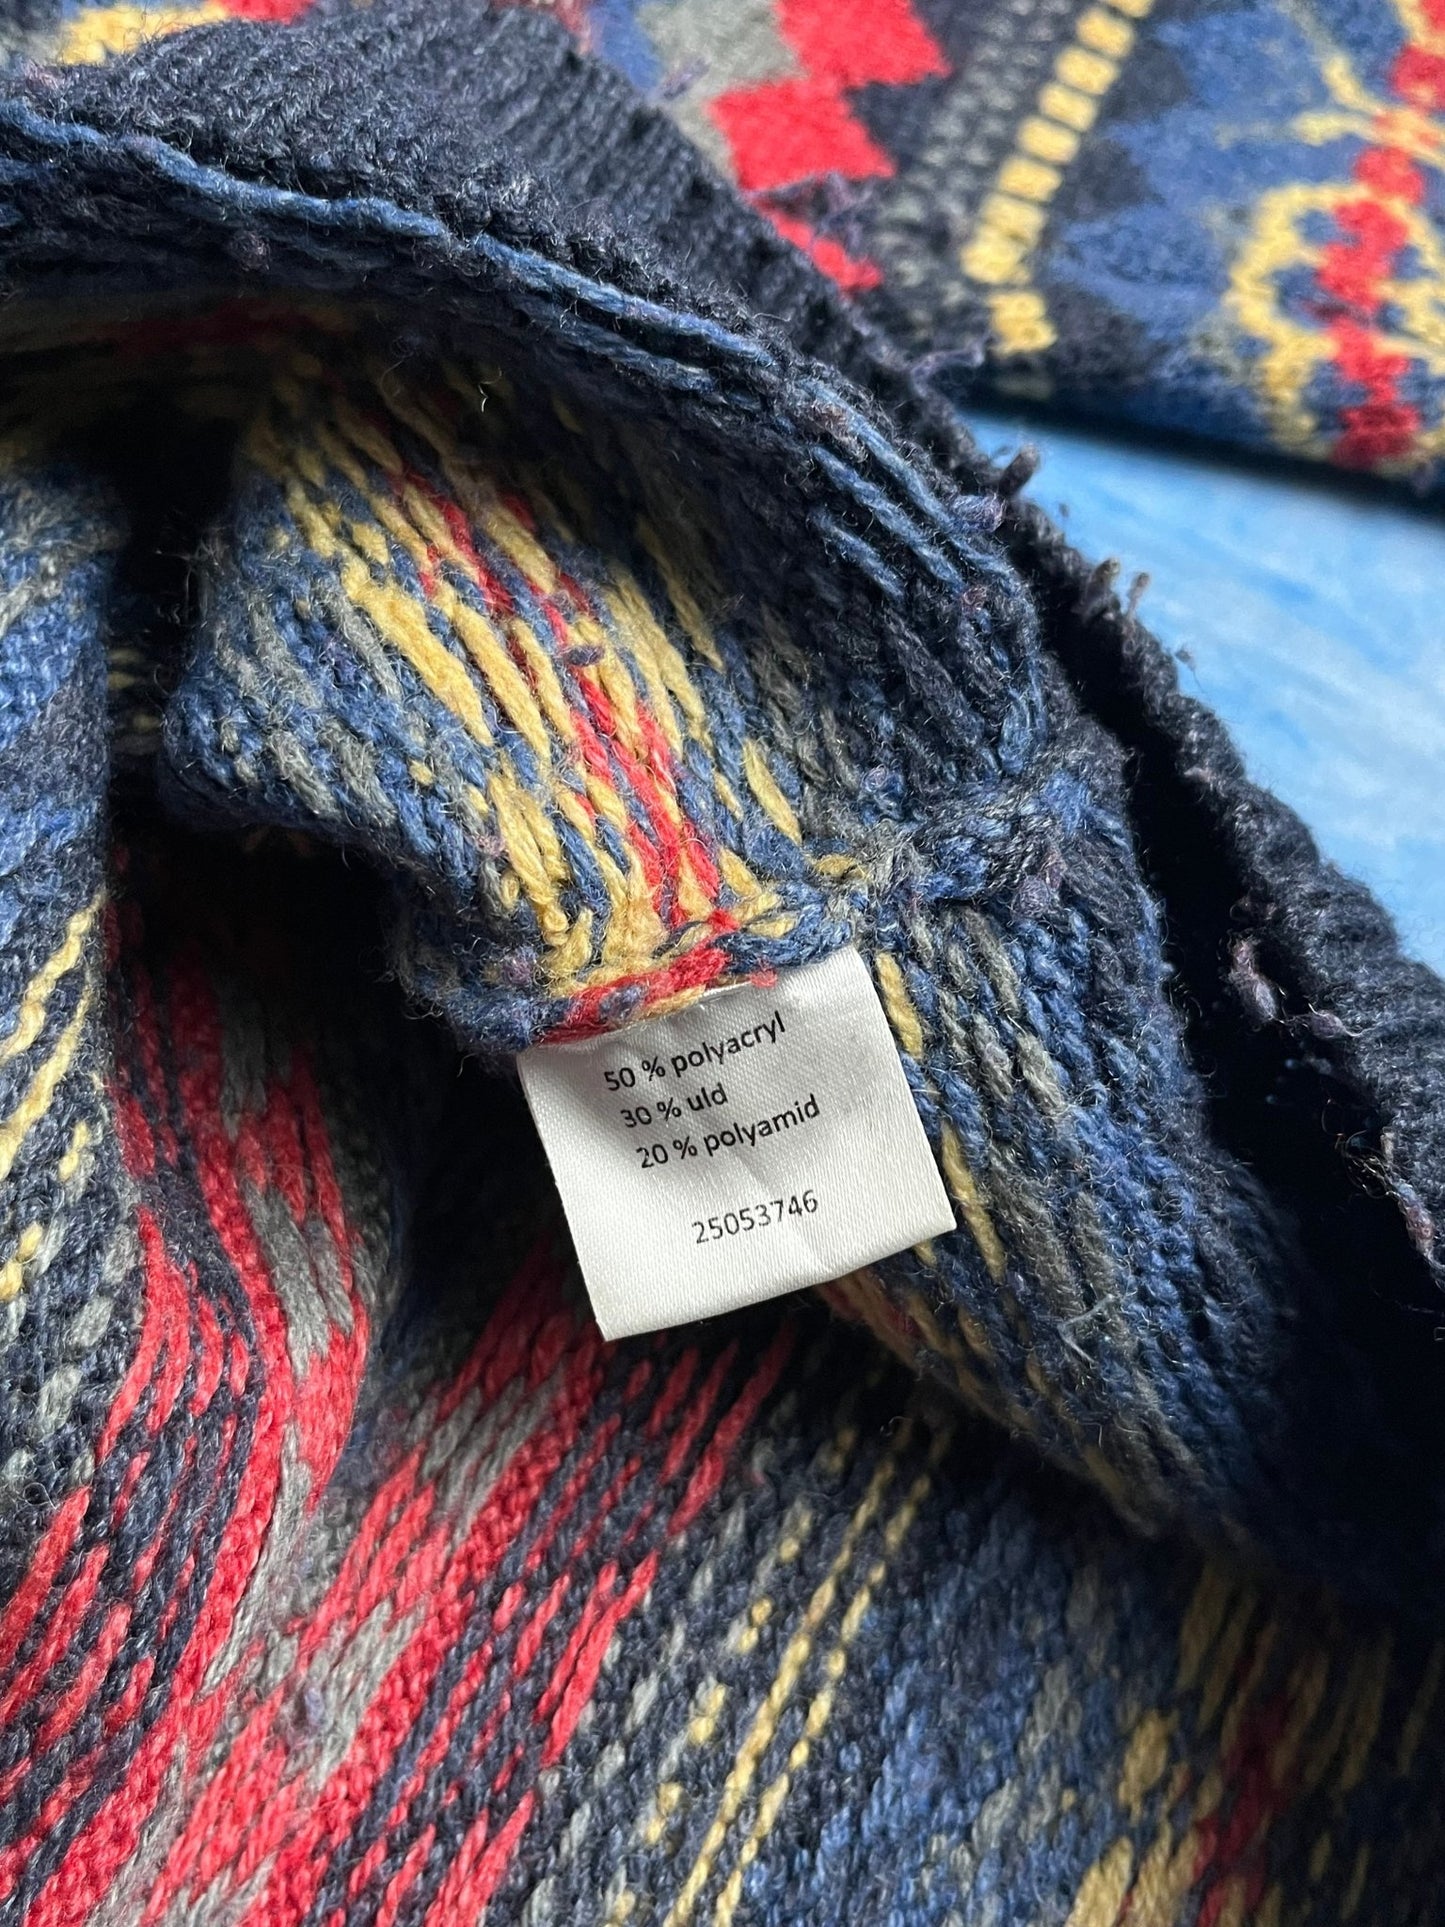 50 % polyacryl
30 % uld
20 % polyamid
25053746